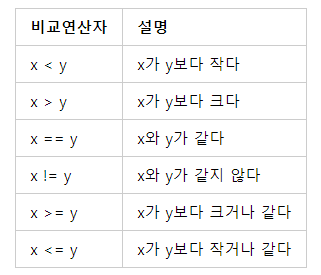 비교연산자 설명
x < y x가 y보다 작다
x > y x가 y보다 크다
x == y x와 y가 같다
x != y x와 y가 같지 않다
x >= y x가 y보다 크거나 같다
x <= y x가 y보다 작거나 같다